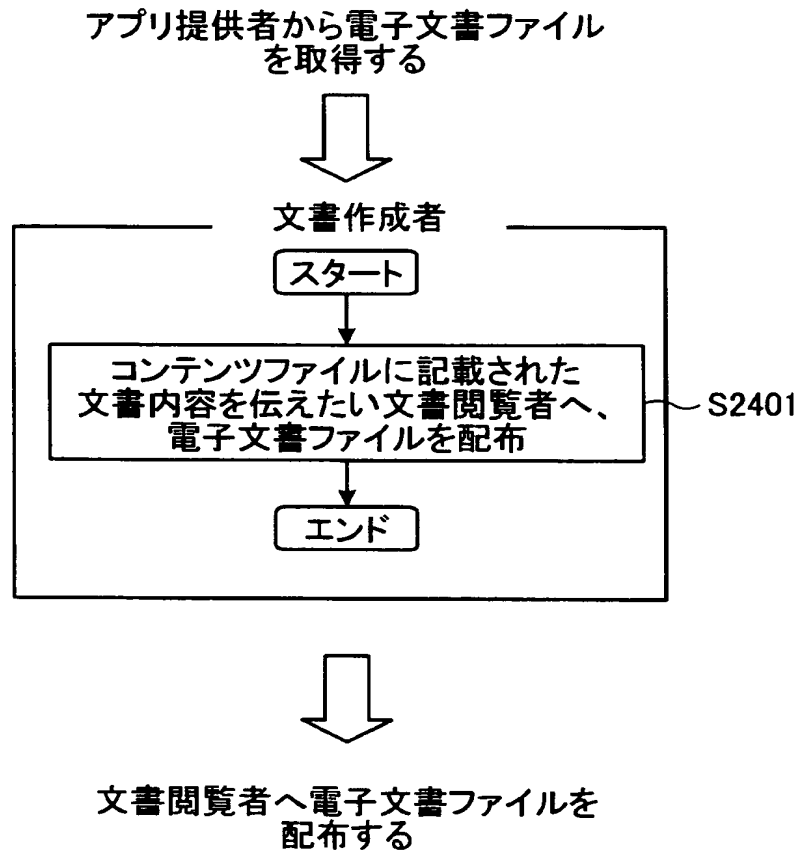 アプリ提供者から電子文書ファイル
を取得する
文書作成者
スタート
コンテンツファイルに記載された
文書内容を伝えたい文書閲覧者へ、
電子文書ファイルを配布
S2401
エンド
文書閲覧者へ電子文書ファイルを
配布する